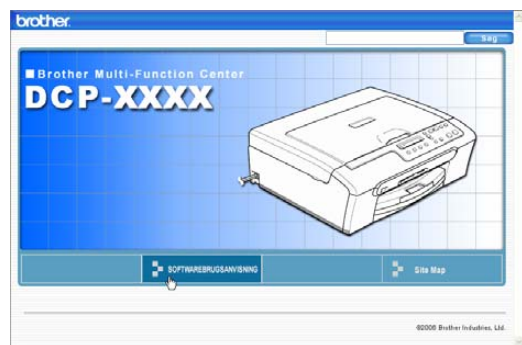 brother
Søg
Brother Multi-Function Center
DCP-XXXX
SOFTWAREBRUGSANVISNING
Site Map
©2006 Brother Industries, Ltd.